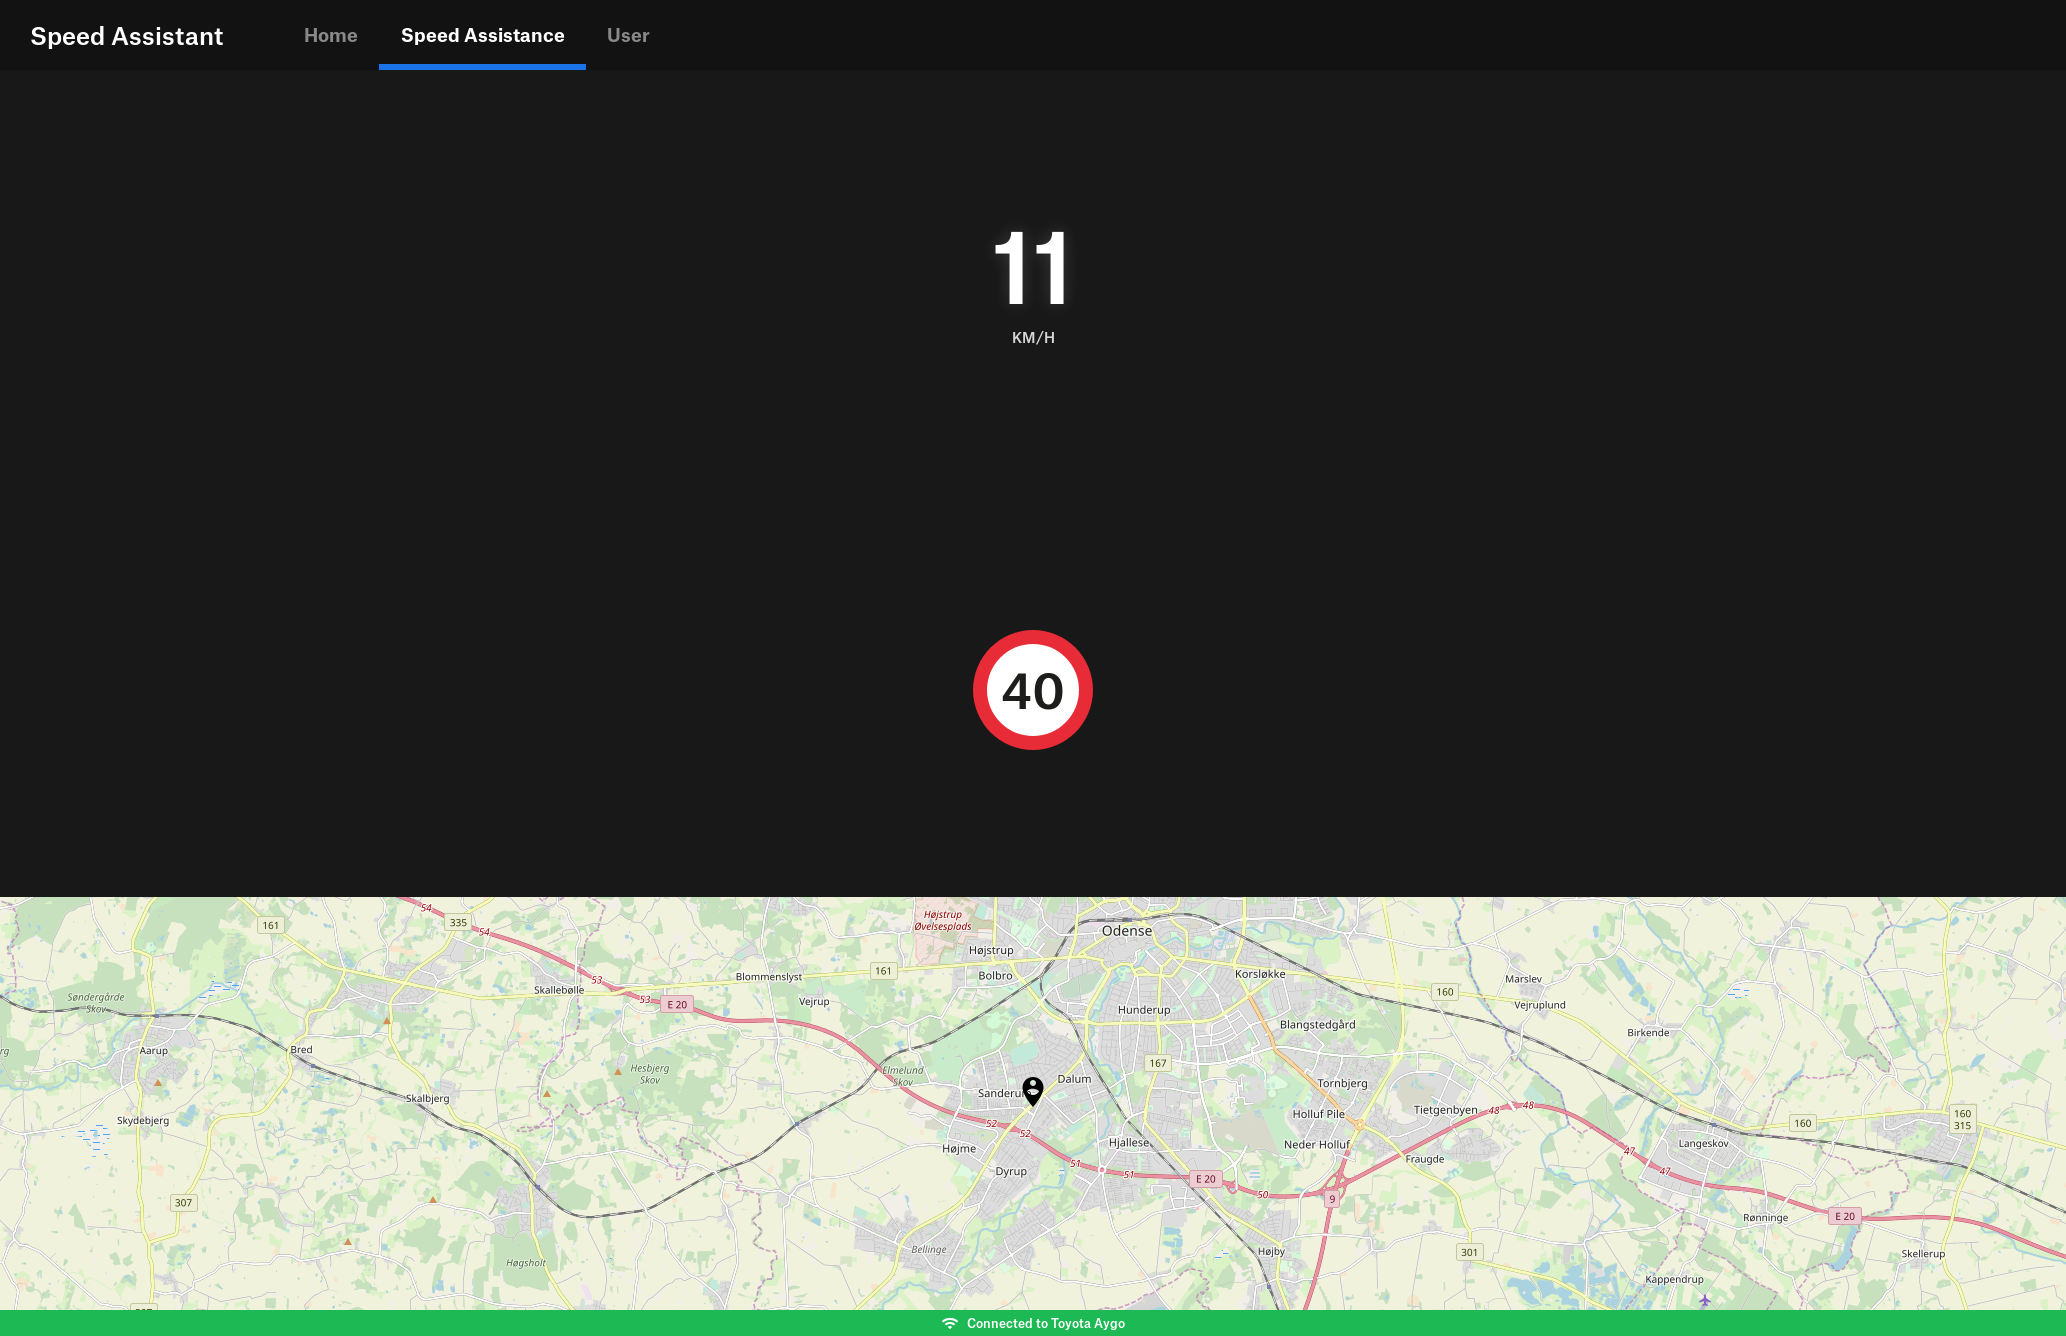 Speed Assistant
Home
Speed Assistance
User
11
KM/H
40
54
335
161
54
Højstrup
Øvelsesplads
Odense
Højstrup
Bolbro
161
Blommenslyst
53
Skallebølle
53
E 20
Vejrup
Korsløkke
Marslev
160
Vejruplund
Søndergårde
Skov
Hunderup
Blangstedgård
Birkende
Aarup
Bred
Hesbjerg
Skov
Elmelund
Skov
167
Dalum
Tornbjerg
Skalbjerg
Skydebjerg
Holluf Pile
Tietgenbyen
48
48
160
160
315
52
52
Højme
Hjallese
Neder Holluf
Fraugde
Langeskov
47
47
Dyrup
51
51
E 20
50
9
307
Rønninge
E 20
Bellinge
Højby
301
Skellerup
Høgsholt
Kappendrup
Connected to Toyota Aygo